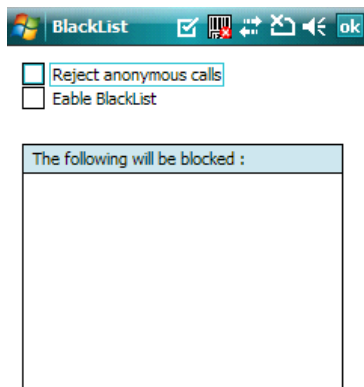 BlackList ok
Reject anonymous calls
Eable BlackList
The following will be blocked :